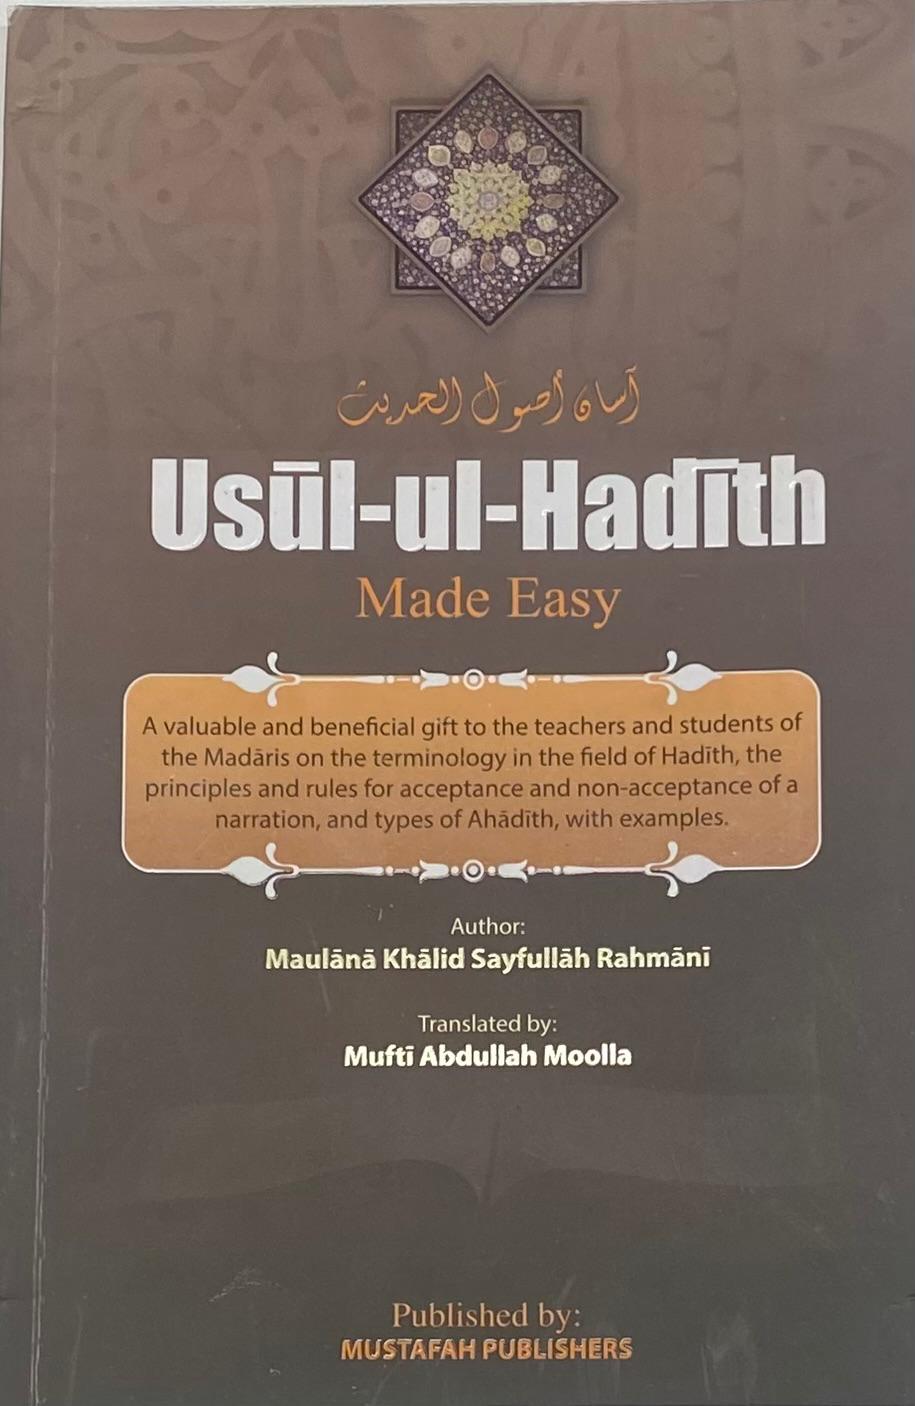 آسان أصول الحديث
Usūl-ul-Hadīth
Made Easy
A valuable and beneficial gift to the teachers and students of
the Madāris on the terminology in the field of Hadīth, the
principles and rules for acceptance and non-acceptance of a
narration, and types of Ahādīth, with examples.
Author:
Maulānā Khālid Sayfullāh Rahmānī
Translated by:
Muftī Abdullah Moolla
Published by:
MUSTAFAH PUBLISHERS